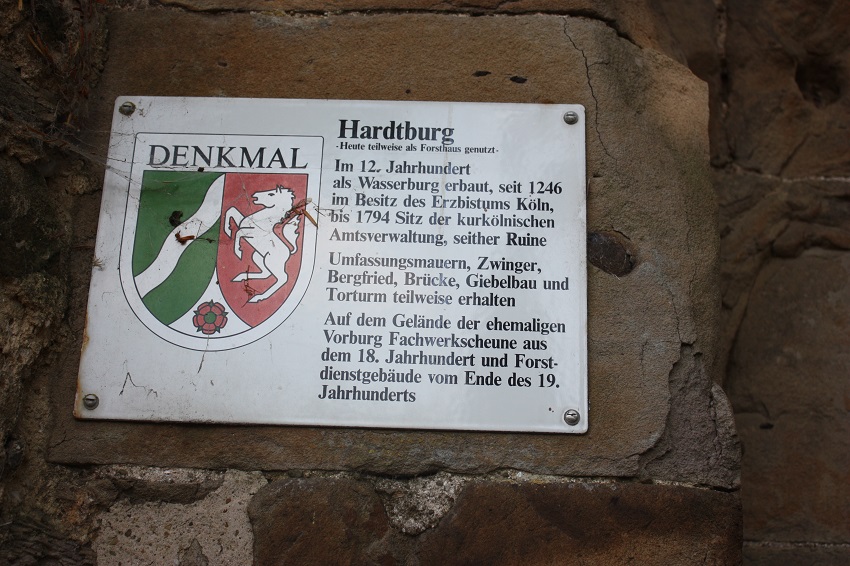 DENKMAL
Hardtburg
-Heute teilweise als Forsthaus genutzt-
Im 12. Jahrhundert
als Wasserburg erbaut, seit 1246
im Besitz des Erzbistums Köln,
bis 1794 Sitz der kurkölnischen
Amtsverwaltung, seither Ruine
Umfassungsmauern, Zwinger,
Bergfried, Brücke, Giebelbau und
Torturm teilweise erhalten
Auf dem Gelände der ehemaligen
Vorburg Fachwerkscheune aus
dem 18. Jahrhundert und Forst-
dienstgebäude vom Ende des 19.
Jahrhunderts